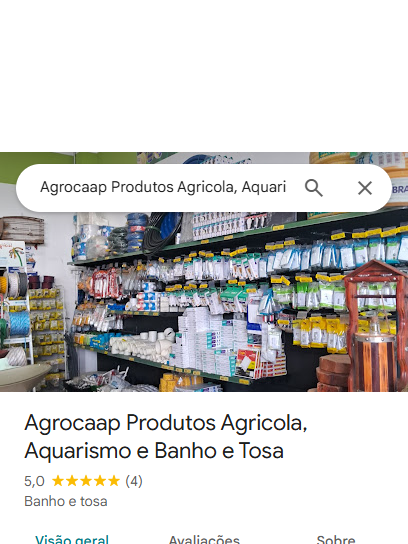 Agrocaap Produtos Agricola, Aquari
BRA
Agrocaap Produtos Agricola,
Aquarismo e Banho e Tosa
5,0 ★★★★★ (4)
Banho e tosa
Visão geral Avaliações Sobre